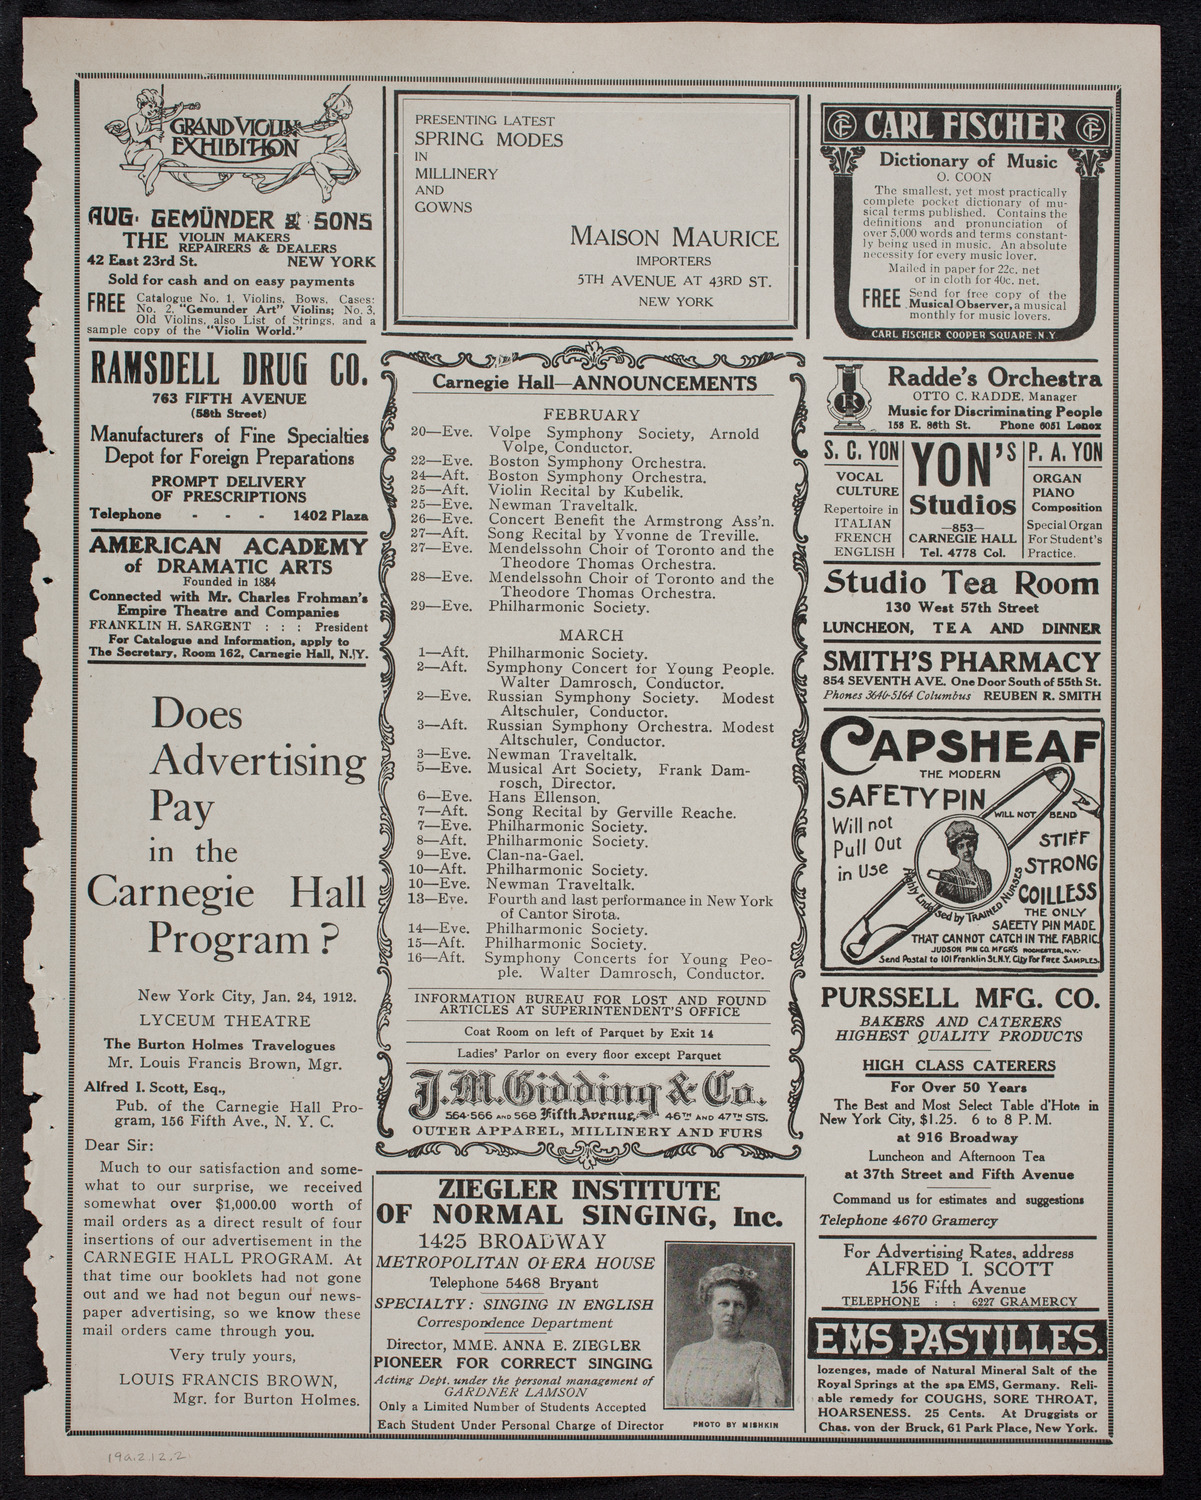 GRAND VIOLIN
EXHIBITION
AUG. GEMÜNDER & SONS
THE VIOLIN MAKERS
REPAIRERS & DEALERS
42 East 23rd St. NEW YORK
Sold for cash and on easy payments
FREE Catalogue No. 1, Violins, Bows, Cases;
No. 2, "Gemunder Art" Violins; No. 3,
Old Violins, also List of Strings, and a
sample copy of the "Violin World."
RAMSDELL DRUG CO.
763 FIFTH AVENUE
(58th Street)
Manufacturers of Fine Specialties
Depot for Foreign Preparations
PROMPT DELIVERY
OF PRESCRIPTIONS
Telephone - - - 1402 Plaza
AMERICAN ACADEMY
of DRAMATIC ARTS
Founded in 1884
Connected with Mr. Charles Frohman's
Empire Theatre and Companies
FRANKLIN H. SARGENT : : : President
For Catalogue and Information, apply to
The Secretary, Room 162, Carnegie Hall, N.Y.
Does
Advertising
Pay
in the
Carnegie Hall
Program?
New York City, Jan. 24, 1912.
LYCEUM THEATRE
The Burton Holmes Travelogues
Mr. Louis Francis Brown, Mgr.
Alfred I. Scott, Esq.,
Pub. of the Carnegie Hall Pro-
gram, 156 Fifth Ave., N. Y. C.
Dear Sir:
Much to our satisfaction and some-
what to our surprise, we received
somewhat over $1,000.00 worth of
mail orders as a direct result of four
insertions of our advertisement in the
CARNEGIE HALL PROGRAM. At
that time our booklets had not gone
out and we had not begun our news-
paper advertising, so we know these
mail orders came through you.
Very truly yours,
LOUIS FRANCIS BROWN,
Mgr. for Burton Holmes.
PRESENTING LATEST
SPRING MODES
IN
MILLINERY
AND
GOWNS
MAISON MAURICE
IMPORTERS
5TH AVENUE AT 43RD ST.
NEW YORK
Carnegie Hall—ANNOUNCEMENTS
FEBRUARY
20—Eve. Volpe Symphony Society, Arnold
Volpe, Conductor.
22—Eve. Boston Symphony Orchestra.
24—Aft. Boston Symphony Orchestra.
25—Aft. Violin Recital by Kubelik.
25—Eve. Newman Traveltalk.
26—Eve. Concert Benefit the Armstrong Ass'n.
27—Aft. Song Recital by Yvonne de Treville.
27—Eve. Mendelssohn Choir of Toronto and the
Theodore Thomas Orchestra.
28—Eve. Mendelssohn Choir of Toronto and the
Theodore Thomas Orchestra.
29—Eve. Philharmonic Society.
MARCH
1—Aft. Philharmonic Society.
2—Aft. Symphony Concert for Young People.
Walter Damrosch, Conductor.
2—Eve. Russian Symphony Society. Modest
Altschuler, Conductor.
3—Aft. Russian Symphony Orchestra. Modest
Altschuler, Conductor.
3—Eve. Newman Traveltalk.
5—Eve. Musical Art Society, Frank Dam-
rosch, Director.
6—Eve. Hans Ellenson.
7—Aft. Song Recital by Gerville Reache.
7—Eve. Philharmonic Society.
8—Aft. Philharmonic Society.
9—Eve. Clan-na-Gael.
10—Aft. Philharmonic Society.
10—Eve. Newman Traveltalk.
13—Eve. Fourth and last performance in New York
of Cantor Sirota.
14—Eve. Philharmonic Society.
15—Aft. Philharmonic Society.
16—Aft. Symphony Concerts for Young Peo-
ple. Walter Damrosch, Conductor.
INFORMATION BUREAU FOR LOST AND FOUND
ARTICLES AT SUPERINTENDENT'S OFFICE
Coat Room on left of Parquet by Exit 14
Ladies' Parlor on every floor except Parquet
J. M. Gidding & Co.
564-566 AND 568 Fifth Avenue, 46TH AND 47TH STS.
OUTER APPAREL, MILLINERY AND FURS
ZIEGLER INSTITUTE
OF NORMAL SINGING, Inc.
1425 BROADWAY
METROPOLITAN OPERA HOUSE
Telephone 5468 Bryant
SPECIALTY: SINGING IN ENGLISH
Correspondence Department
Director, MME. ANNA E. ZIEGLER
PIONEER FOR CORRECT SINGING
Acting Dept. under the personal management of
GARDNER LAMSON
Only a Limited Number of Students Accepted
Each Student Under Personal Charge of Director
PHOTO BY MISHKIN
CF CARL FISCHER CF
Dictionary of Music
O. COON
The smallest, yet most practically
complete pocket dictionary of mu-
sical terms published. Contains the
definitions and pronunciation of
over 5,000 words and terms constant-
ly being used in music. An absolute
necessity for every music lover.
Mailed in paper for 22c. net
or in cloth for 40c. net.
FREE Send for free copy of the
Musical Observer, a musical
monthly for music lovers.
CARL FISCHER COOPER SQUARE. N.Y.
R
Radde's Orchestra
OTTO C. RADDE, Manager
Music for Discriminating People
158 E. 86th St. Phone 6051 Lenox
S. C. YON
VOCAL
CULTURE
Repertoire in
ITALIAN
FRENCH
ENGLISH
YON'S
Studios
—853—
CARNEGIE HALL
Tel. 4778 Col.
P. A. YON
ORGAN
PIANO
Composition
Special Organ
For Student's
Practice.
Studio Tea Room
130 West 57th Street
LUNCHEON, TEA AND DINNER
SMITH'S PHARMACY
854 SEVENTH AVE. One Door South of 55th St.
Phones 3646-5164 Columbus REUBEN R. SMITH
CAPSHEAF
THE MODERN
SAFETY PIN
WILL NOT BEND
Will not
Pull Out
in Use
STIFF
STRONG
COILLESS
Highly Endorsed by TRAINED NURSES
THE ONLY
SAFETY PIN MADE
THAT CANNOT CATCH IN THE FABRIC.
JUDSON PIN CO. MFGR'S ROCHESTER, N.Y.
Send Postal to 101 Franklin St. N.Y. City For FREE SAMPLES.
PURSSELL MFG. CO.
BAKERS AND CATERERS
HIGHEST QUALITY PRODUCTS
HIGH CLASS CATERERS
For Over 50 Years
The Best and Most Select Table d'Hote in
New York City, $1.25. 6 to 8 P. M.
at 916 Broadway
Luncheon and Afternoon Tea
at 37th Street and Fifth Avenue
Command us for estimates and suggestions
Telephone 4670 Gramercy
For Advertising Rates, address
ALFRED I. SCOTT
156 Fifth Avenue
TELEPHONE : : 6227 GRAMERCY
EMS PASTILLES.
lozenges, made of Natural Mineral Salt of the
Royal Springs at the spa EMS, Germany. Reli-
able remedy for COUGHS, SORE THROAT,
HOARSENESS. 25 Cents. At Druggists or
Chas. von der Bruck, 61 Park Place, New York.
19a.2.12.2